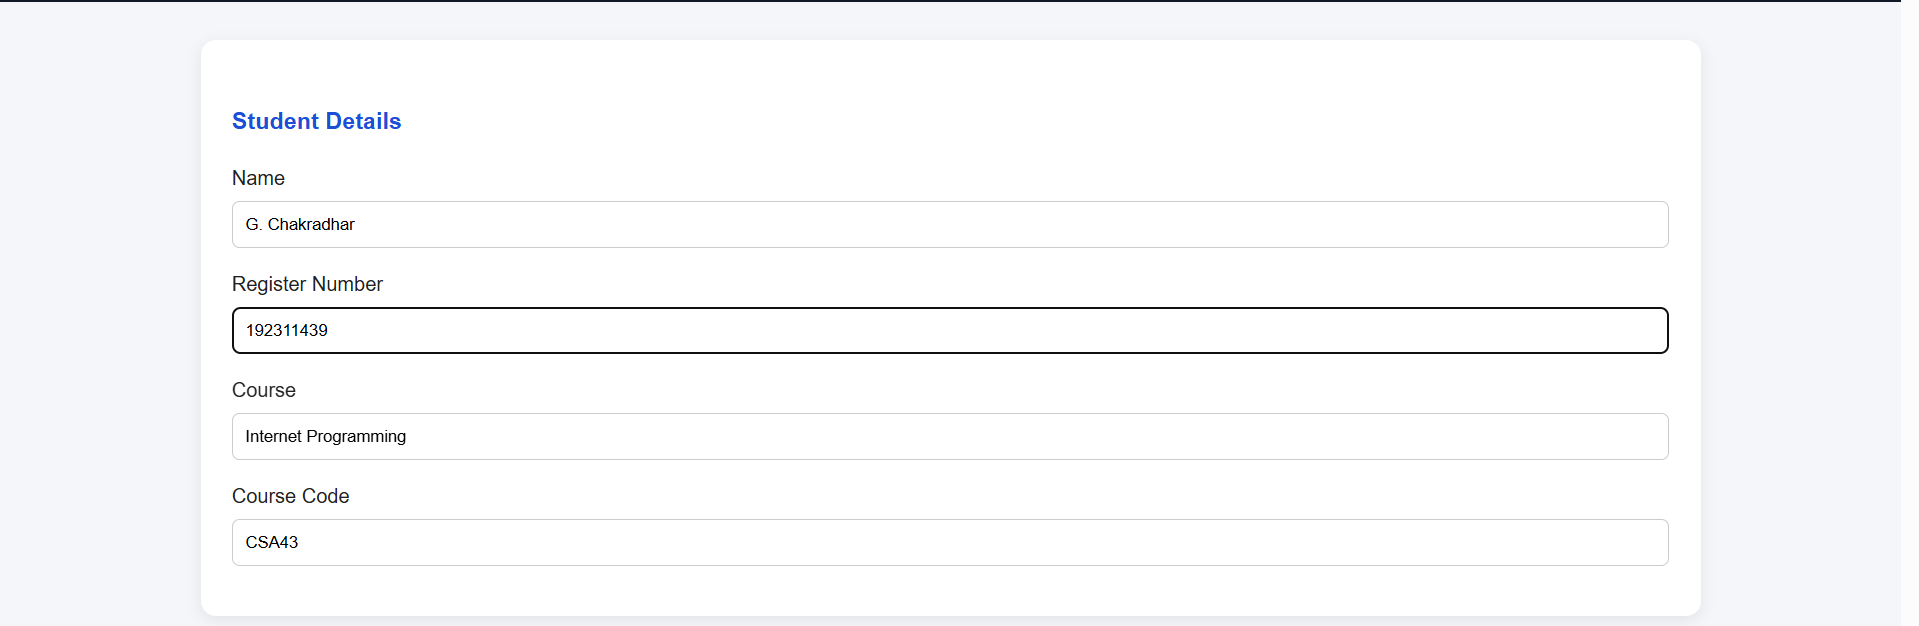 Student Details
Name
G. Chakradhar
Register Number
192311439
Course
Internet Programming
Course Code
CSA43